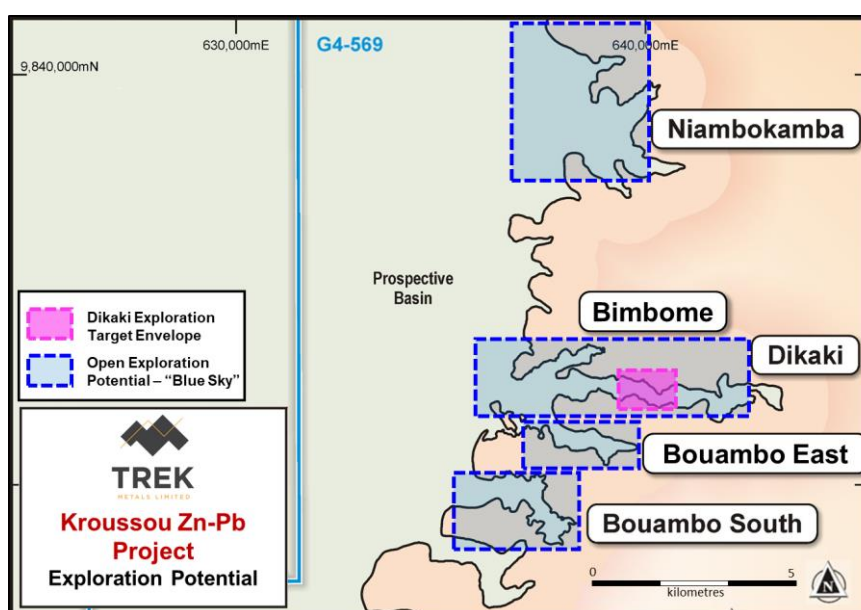 630,000mE
G4-569
640,000mE
9,840,000mN
Niambokamba
Prospective
Basin
Bimbome
Dikaki
Dikaki Exploration
Target Envelope
Open Exploration
Potential – “Blue Sky”
Bouambo East
TREK
METALS LIMITED
Kroussou Zn-Pb
Project
Exploration Potential
Bouambo South
0 5
kilometres
N